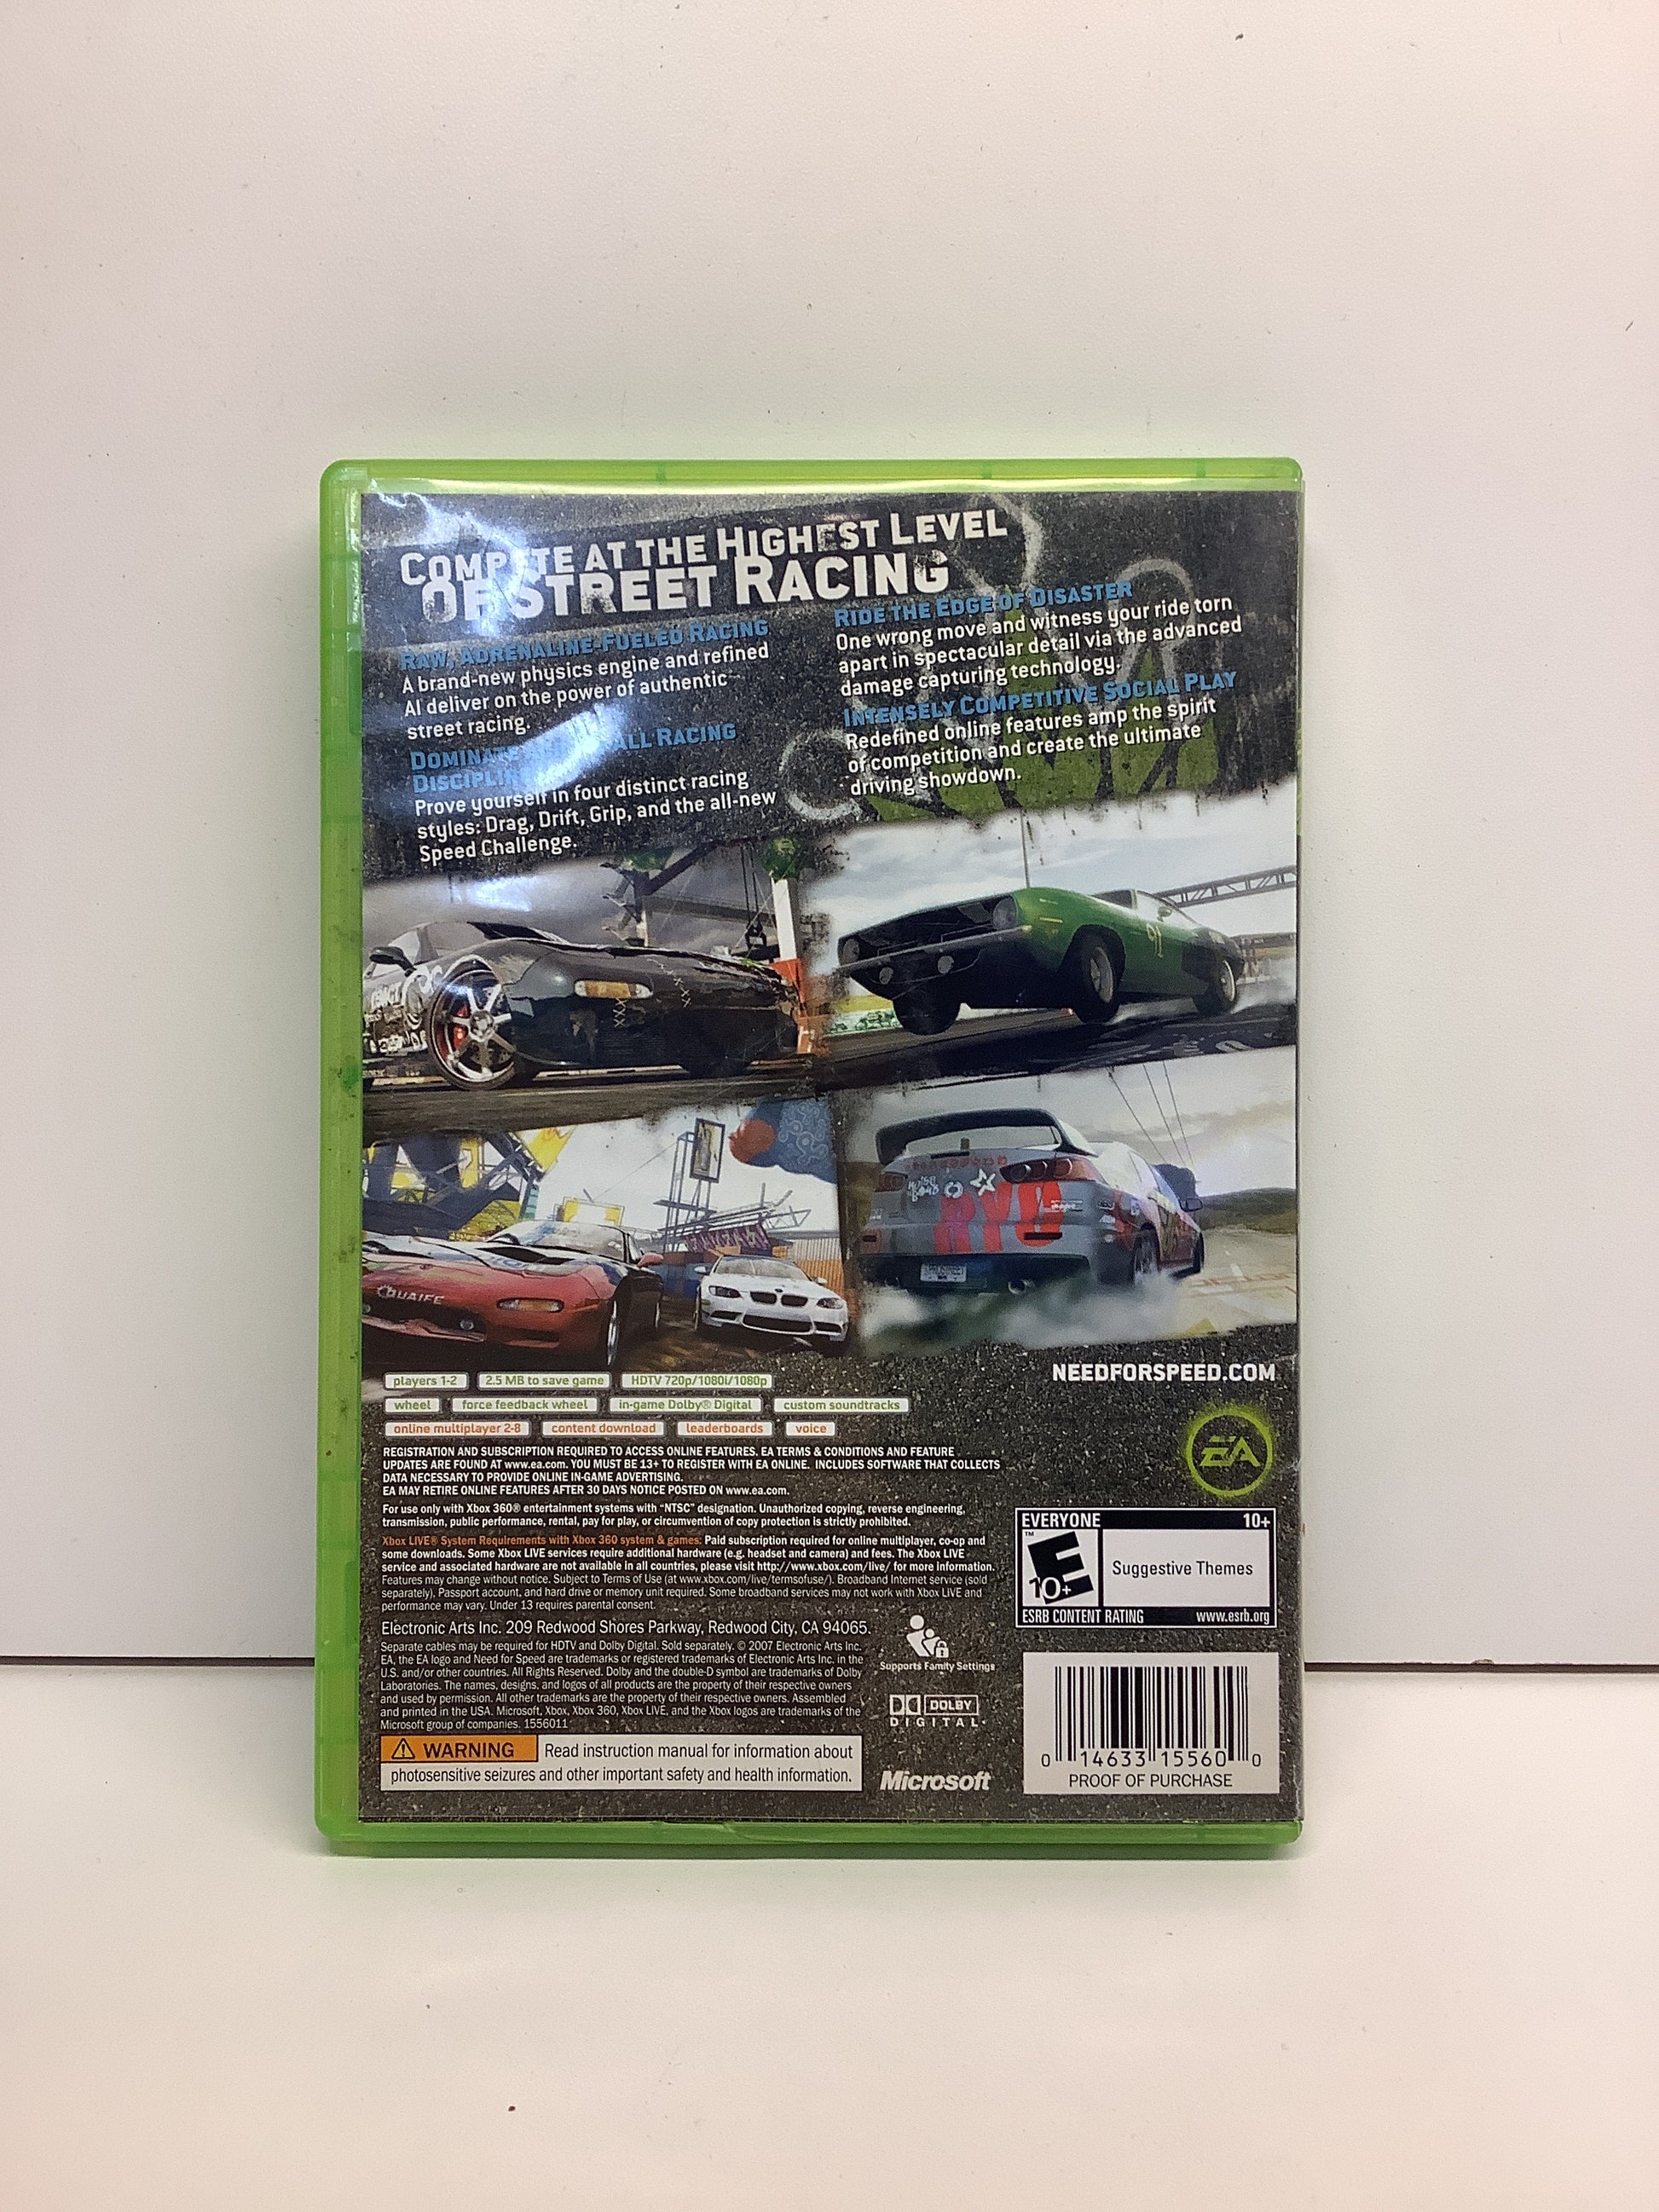 COMPETE AT THE HIGHEST LEVEL
OF STREET RACING
RAW, ADRENALINE-FUELED RACING
A brand-new physics engine and refined
AI deliver on the power of authentic
street racing.
DOMINATE ALL RACING
DISCIPLIN
Prove yourself in four distinct racing
styles: Drag, Drift, Grip, and the all-new
Speed Challenge.
RIDE THE EDGE OF DISASTER
One wrong move and witness your ride torn
apart in spectacular detail via the advanced
damage capturing technology.
INTENSELY COMPETITIVE SOCIAL PLAY
Redefined online features amp the spirit
of competition and create the ultimate
driving showdown.
QUAIFE
RYO
NEEDFORSPEED.COM
players 1-2
2.5 MB to save game
HDTV 720p/1080i/1080p
wheel
force feedback wheel
in-game Dolby® Digital
custom soundtracks
online multiplayer 2-8
content download
leaderboards
voice
REGISTRATION AND SUBSCRIPTION REQUIRED TO ACCESS ONLINE FEATURES. EA TERMS & CONDITIONS AND FEATURE
UPDATES ARE FOUND AT www.ea.com. YOU MUST BE 13+ TO REGISTER WITH EA ONLINE. INCLUDES SOFTWARE THAT COLLECTS
DATA NECESSARY TO PROVIDE ONLINE IN-GAME ADVERTISING.
EA MAY RETIRE ONLINE FEATURES AFTER 30 DAYS NOTICE POSTED ON www.ea.com.
For use only with Xbox 360® entertainment systems with "NTSC" designation. Unauthorized copying, reverse engineering,
transmission, public performance, rental, pay for play, or circumvention of copy protection is strictly prohibited.
Xbox LIVE® System Requirements with Xbox 360 system & games: Paid subscription required for online multiplayer, co-op and
some downloads. Some Xbox LIVE services require additional hardware (e.g. headset and camera) and fees. The Xbox LIVE
service and associated hardware are not available in all countries, please visit http://www.xbox.com/live/ for more information.
Features may change without notice. Subject to Terms of Use (at www.xbox.com/live/termsofuse/). Broadband Internet service (sold
separately), Passport account, and hard drive or memory unit required. Some broadband services may not work with Xbox LIVE and
performance may vary. Under 13 requires parental consent.
Electronic Arts Inc. 209 Redwood Shores Parkway, Redwood City, CA 94065.
Separate cables may be required for HDTV and Dolby Digital. Sold separately. © 2007 Electronic Arts Inc.
EA, the EA logo and Need for Speed are trademarks or registered trademarks of Electronic Arts Inc. in the
U.S. and/or other countries. All Rights Reserved. Dolby and the double-D symbol are trademarks of Dolby
Laboratories. The names, designs, and logos of all products are the property of their respective owners
and used by permission. All other trademarks are the property of their respective owners. Assembled
and printed in the USA. Microsoft, Xbox, Xbox 360, Xbox LIVE, and the Xbox logos are trademarks of the
Microsoft group of companies. 1556011
WARNING Read instruction manual for information about
photosensitive seizures and other important safety and health information.
Supports Family Settings
DOLBY
DIGITAL
Microsoft
EA
EVERYONE 10+
E
10+
TM
Suggestive Themes
ESRB CONTENT RATING www.esrb.org
0 14633 15560 0
PROOF OF PURCHASE